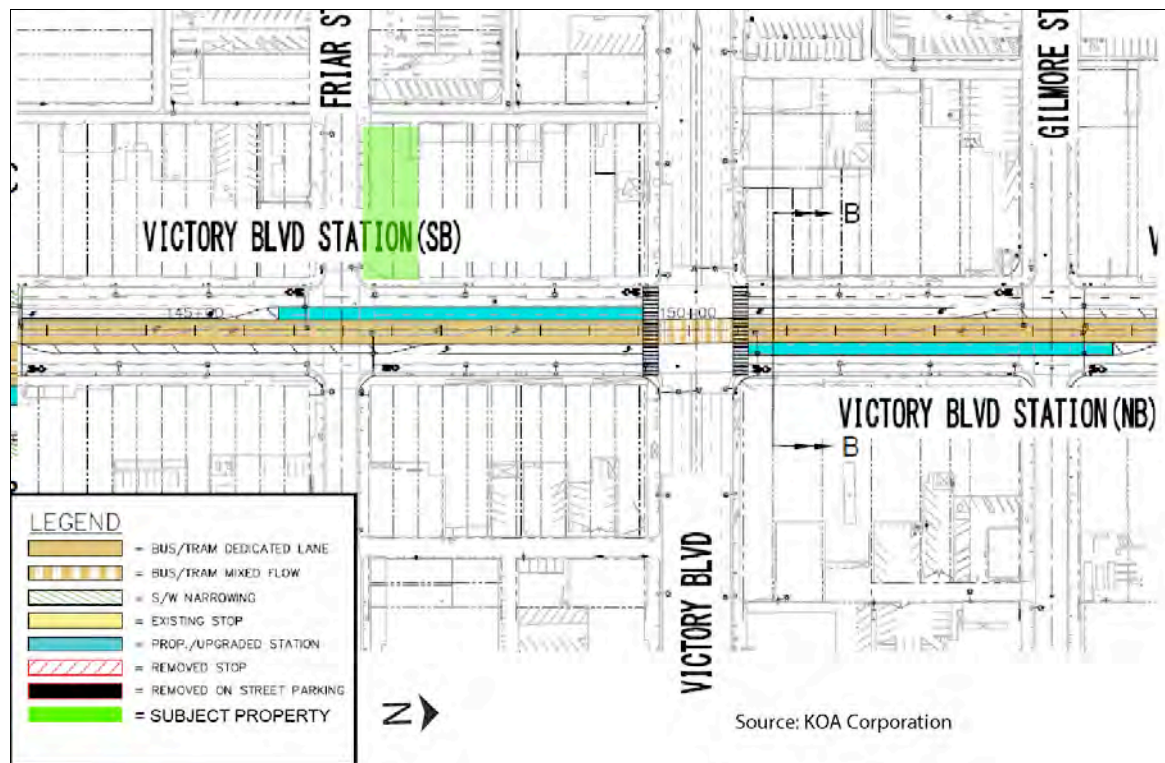 FRIAR ST
GILMORE ST
B
VICTORY BLVD STATION(SB)
145+00
150+00
VICTORY BLVD STATION(NB)
B
VICTORY BLVD
LEGEND
= BUS/TRAM DEDICATED LANE
= BUS/TRAM MIXED FLOW
= S/W NARROWING
= EXISTING STOP
= PROP./UPGRADED STATION
= REMOVED STOP
= REMOVED ON STREET PARKING
= SUBJECT PROPERTY
N
Source: KOA Corporation